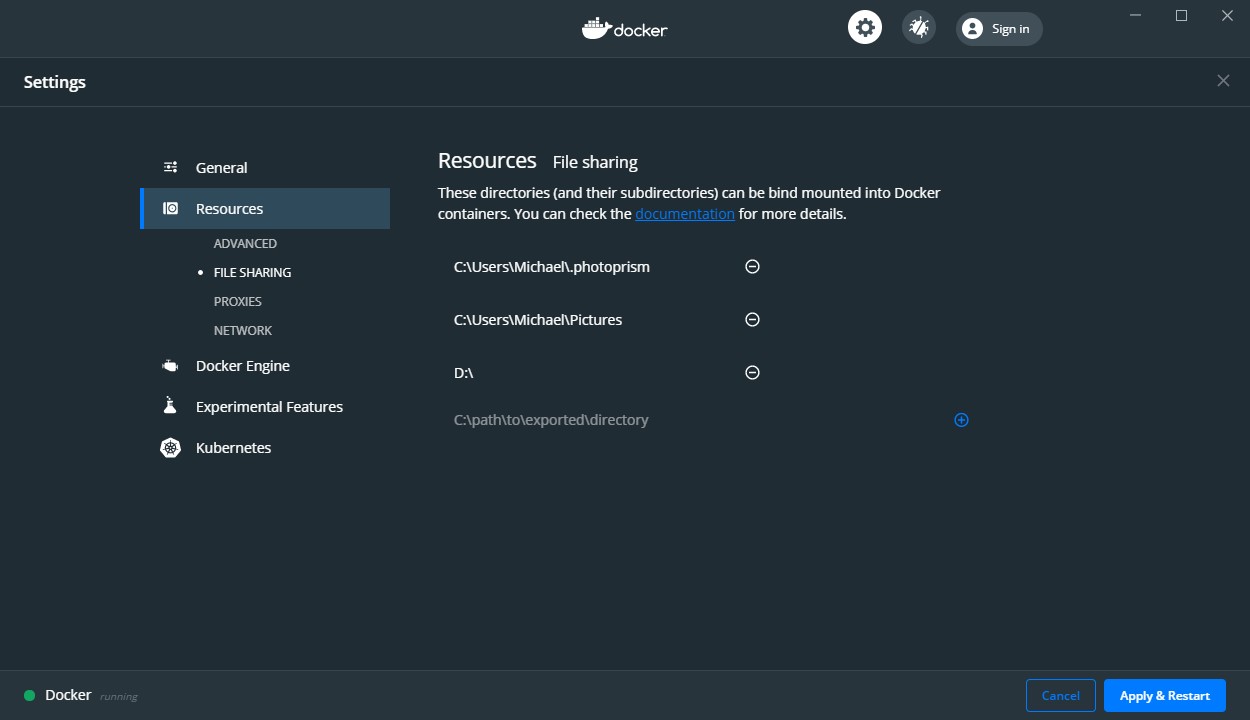 docker
Sign in
Settings
General
Resources
ADVANCED
FILE SHARING
PROXIES
NETWORK
Docker Engine
Experimental Features
Kubernetes
Resources File sharing
These directories (and their subdirectories) can be bind mounted into Docker
containers. You can check the documentation for more details.
C:\Users\Michael\.photoprism
C:\Users\Michael\Pictures
D:\
C:\path\to\exported\directory
Docker running
Cancel
Apply & Restart